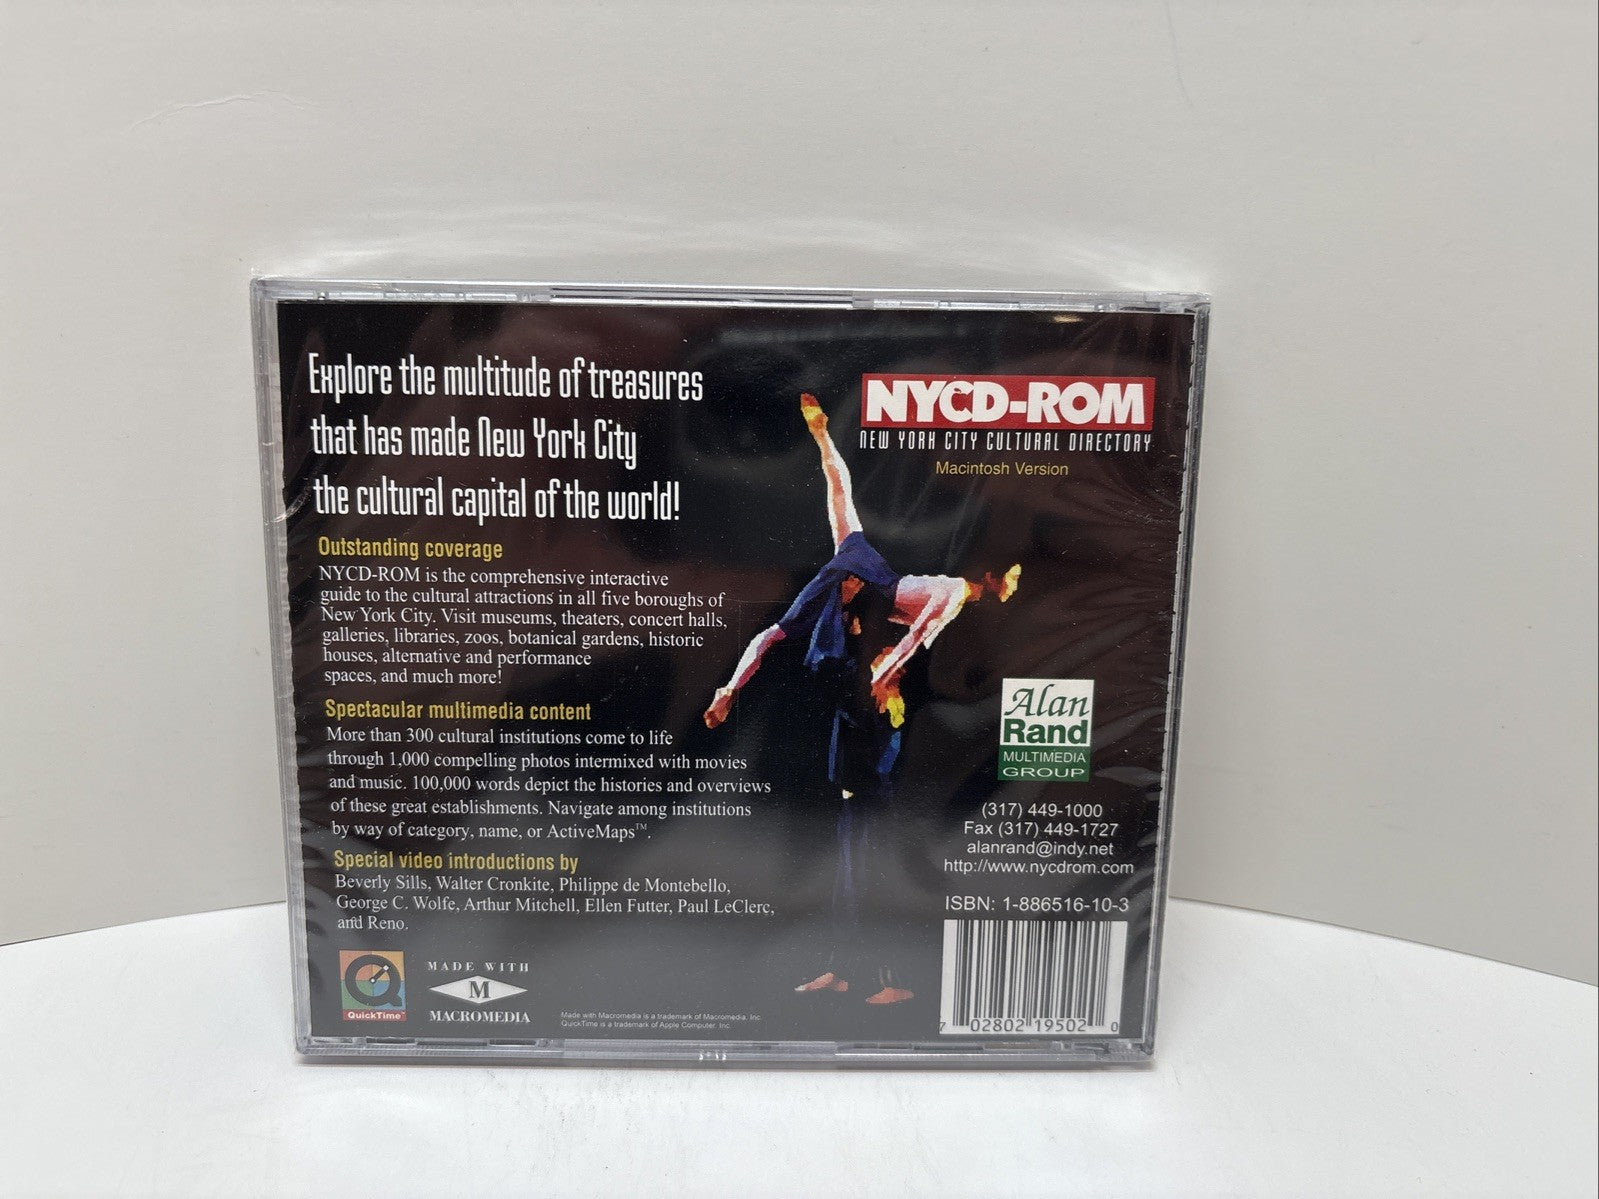 Explore the multitude of treasures
that has made New York City
the cultural capital of the world!
Outstanding coverage
NYCD-ROM is the comprehensive interactive
guide to the cultural attractions in all five boroughs of
New York City. Visit museums, theaters, concert halls,
galleries, libraries, zoos, botanical gardens, historic
houses, alternative and performance
spaces, and much more!
Spectacular multimedia content
More than 300 cultural institutions come to life
through 1,000 compelling photos intermixed with movies
and music. 100,000 words depict the histories and overviews
of these great establishments. Navigate among institutions
by way of category, name, or ActiveMaps™.
Special video introductions by
Beverly Sills, Walter Cronkite, Philippe de Montebello,
George C. Wolfe, Arthur Mitchell, Ellen Futter, Paul LeClerc,
and Reno.
QuickTime™
MADE WITH
M
MACROMEDIA
Made with Macromedia is a trademark of Macromedia, Inc.
QuickTime is a trademark of Apple Computer, Inc.
NYCD-ROM
NEW YORK CITY CULTURAL DIRECTORY
Macintosh Version
Alan
Rand
MULTIMEDIA
GROUP
(317) 449-1000
Fax (317) 449-1727
alanrand@indy.net
http://www.nycdrom.com
ISBN: 1-886516-10-3
7 02802 19502 0